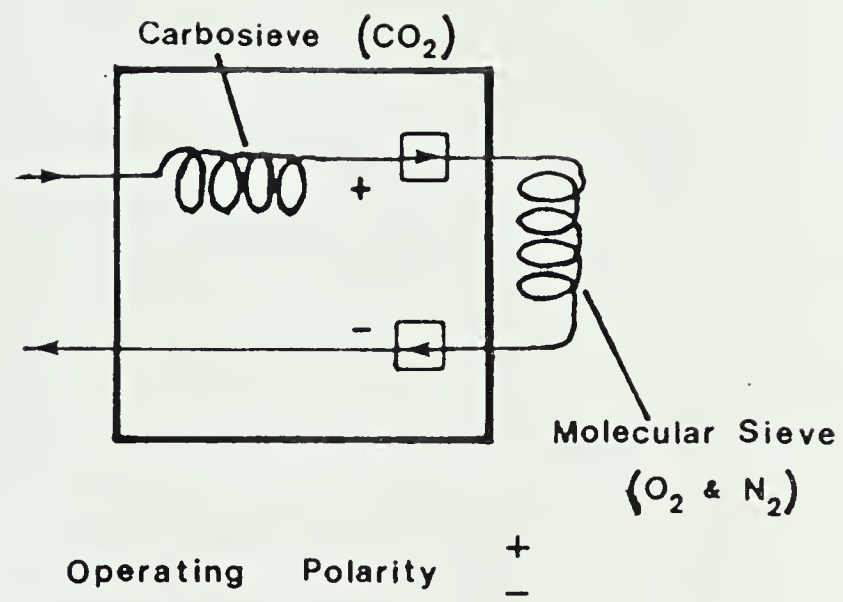 Carbosieve (CO₂)
+
-
Molecular Sieve
(O₂ & N₂)
Operating Polarity + -